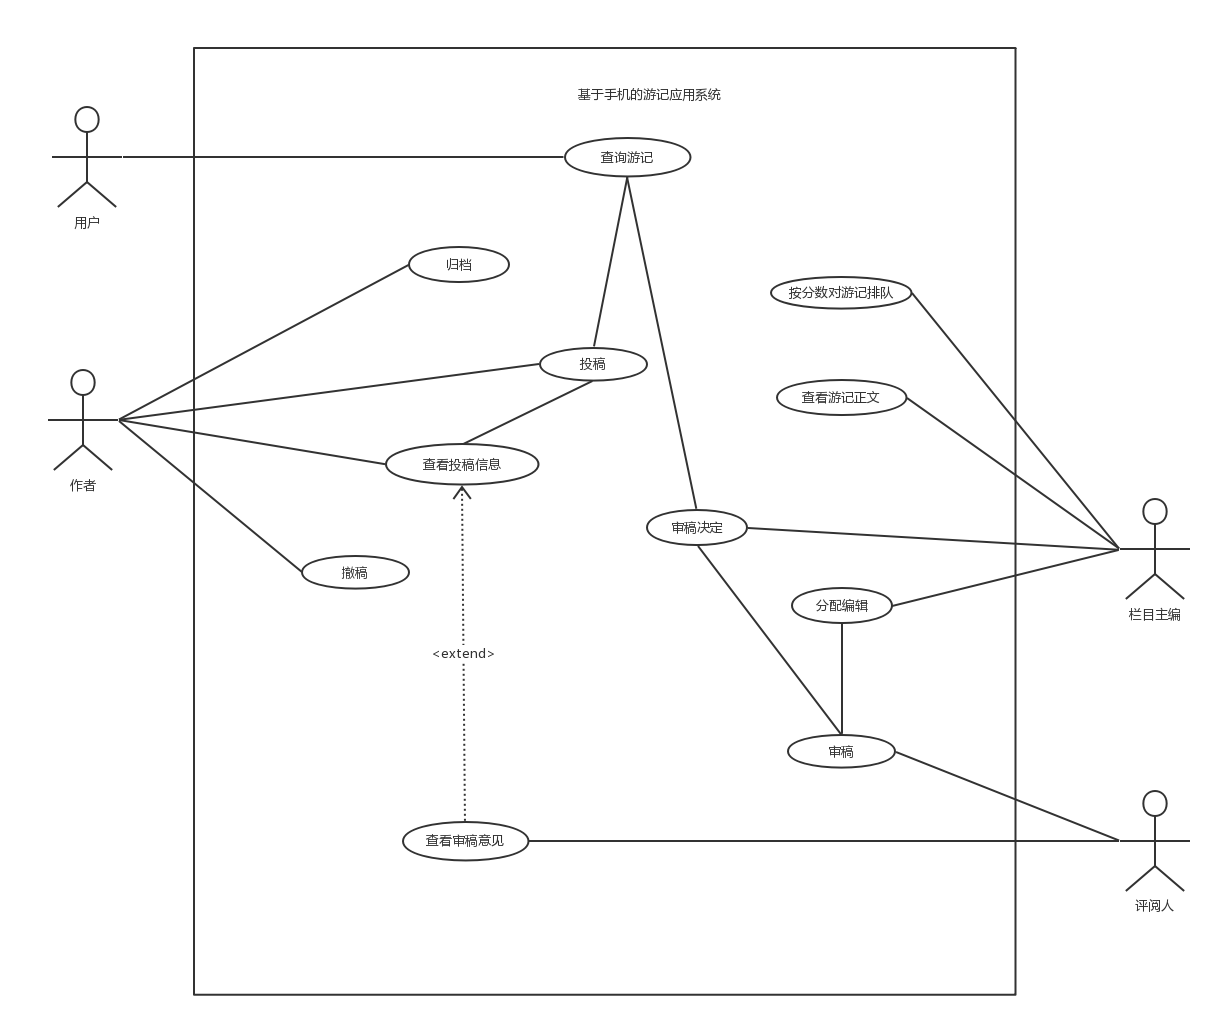 基于手机的游记应用系统
查询游记
用户
归档
按分数对游记排队
投稿
查看游记正文
查看投稿信息
作者
审稿决定
撤稿
分配编辑
栏目主编
<extend>
审稿
查看审稿意见
评阅人